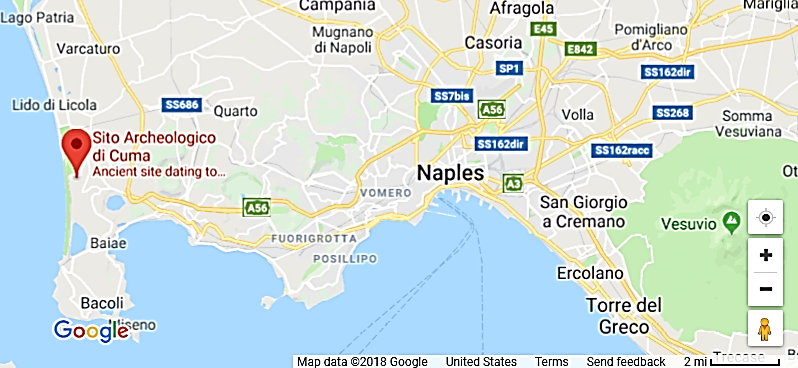 Campania
Afragola
Mariglia
Lago Patria
Mugnano
di Napoli
E45
Pomigliano
d'Arco
Varcaturo
Casoria
E842
SP1
SS162dir
Lido di Licola
SS686
Quarto
SS7bis
A56
Volla
SS268
Somma
Vesuviana
Sito Archeologico
di Cuma
Ancient site dating to...
SS162dir
SS162racc
Naples
VOMERO
A3
A56
San Giorgio
a Cremano
Vesuvio
Baiae
FUORIGROTTA
POSILLIPO
Ercolano
Bacoli
Torre del
Greco
Google
Miseno
Map data ©2018 Google United States Terms Send feedback 2 mi
Trecase